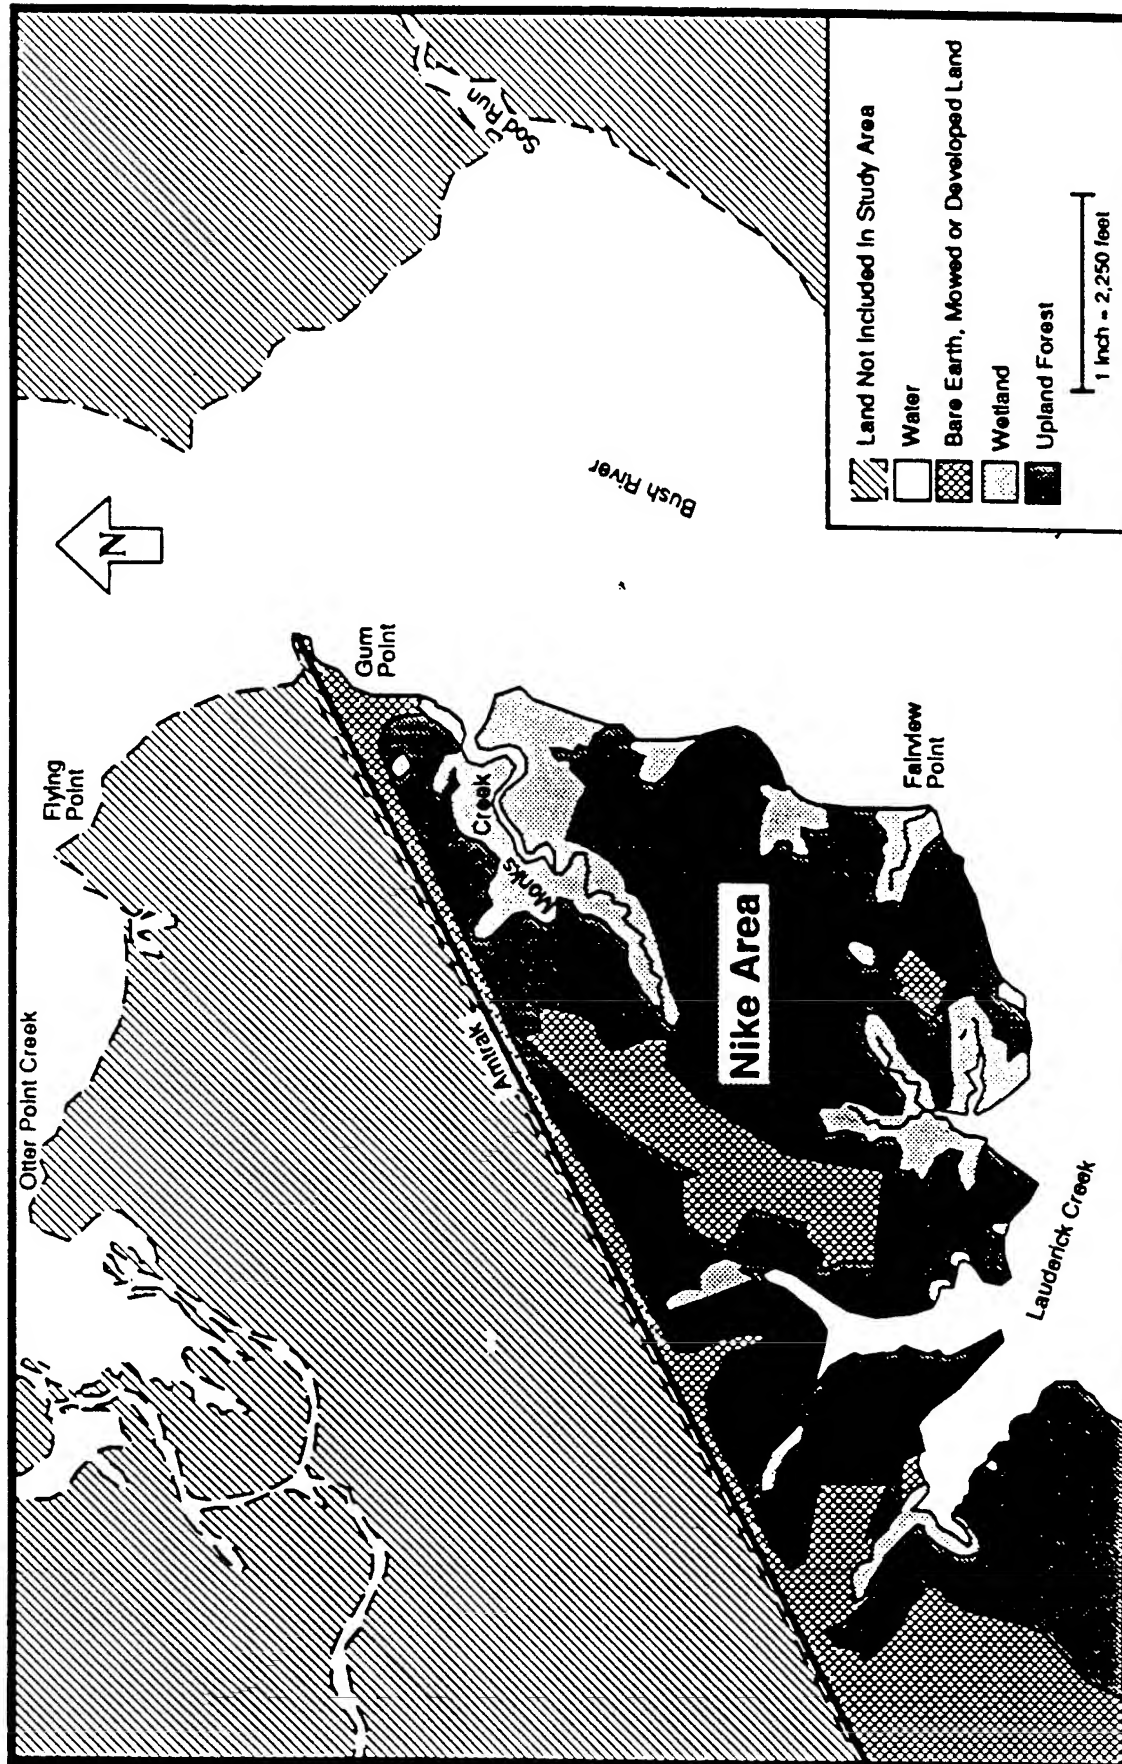 Otter Point Creek
Flying
Point
N
Sod Run
Gum
Point
Bush River
Amtrak
Monks
Creek
Nike Area
Fairview
Point
Lauderick Creek
Land Not Included In Study Area
Water
Bare Earth, Mowed or Developed Land
Wetland
Upland Forest
1 Inch = 2,250 feet